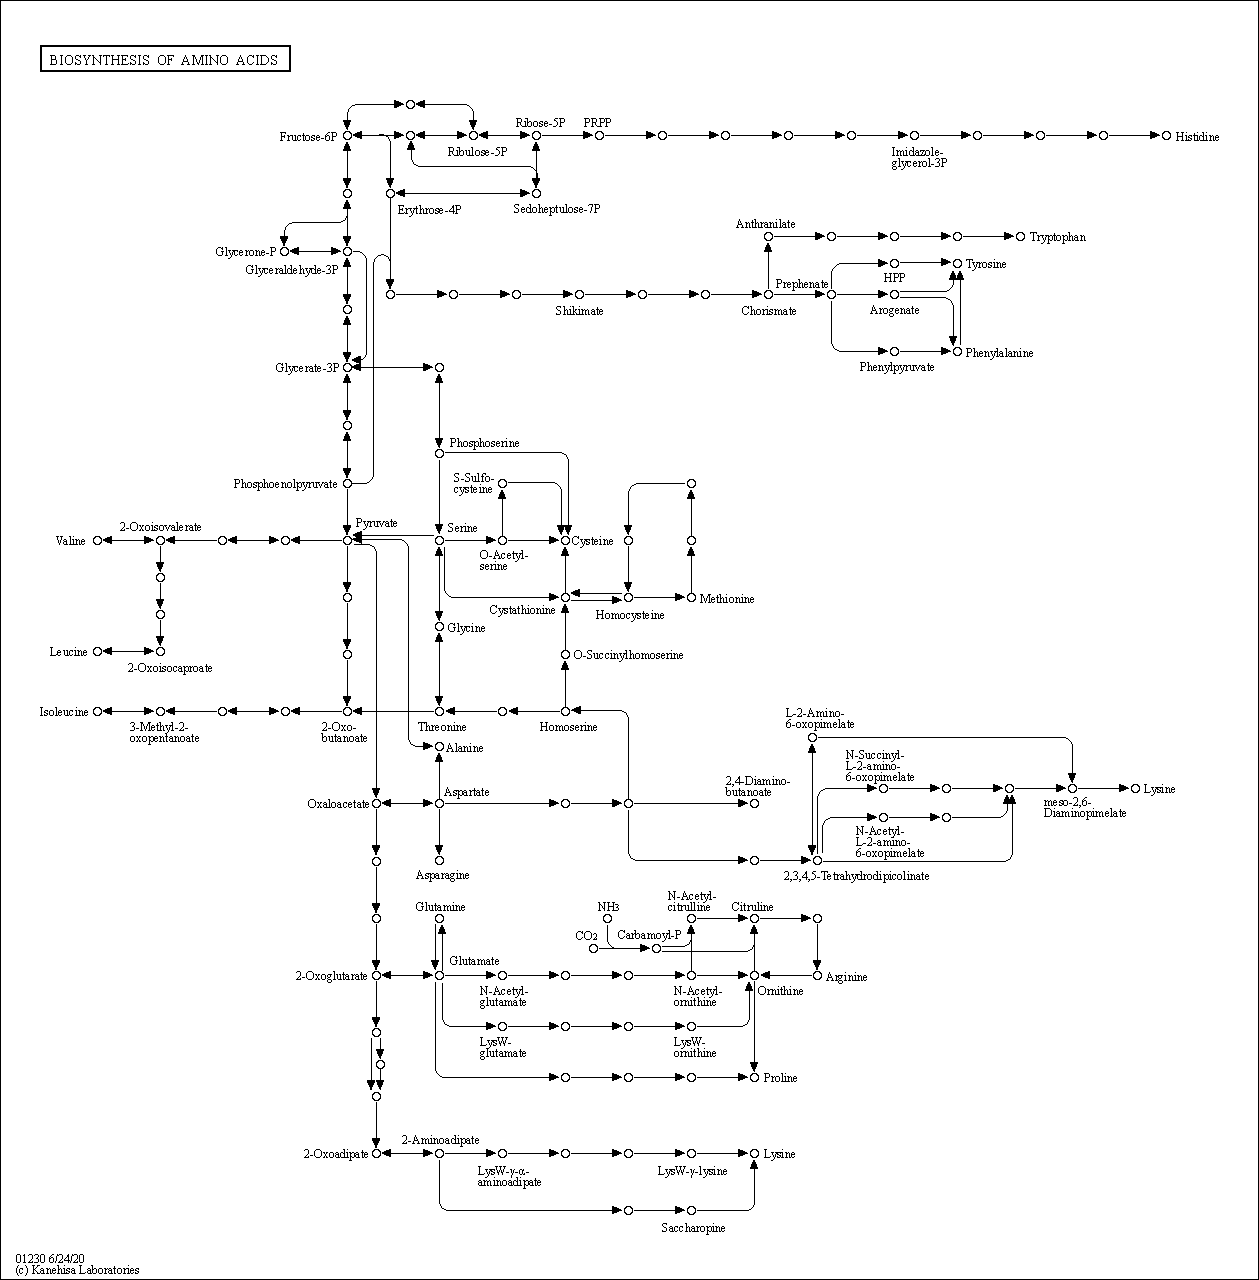 BIOSYNTHESIS OF AMINO ACIDS
Ribose-5P
PRPP
Fructose-6P
Histidine
Ribulose-5P
Imidazole-
glycerol-3P
Erythrose-4P
Sedoheptulose-7P
Anthranilate
Tryptophan
Glycerone-P
Glyceraldehyde-3P
Tyrosine
HPP
Prephenate
Shikimate
Chorismate
Arogenate
Phenylalanine
Phenylpyruvate
Glycerate-3P
Phosphoserine
S-Sulfo-
cysteine
Phosphoenolpyruvate
Pyruvate
2-Oxoisovalerate
Serine
Valine
Cysteine
O-Acetyl-
serine
Methionine
Cystathionine
Homocysteine
Glycine
Leucine
2-Oxoisocaproate
O-Succinylhomoserine
Isoleucine
3-Methyl-2-
oxopentanoate
2-Oxo-
butanoate
Threonine
Homoserine
L-2-Amino-
6-oxopimelate
Alanine
N-Succinyl-
L-2-amino-
6-oxopimelate
2,4-Diamino-
butanoate
Aspartate
Lysine
Oxaloacetate
meso-2,6-
Diaminopimelate
N-Acetyl-
L-2-amino-
6-oxopimelate
Asparagine
2,3,4,5-Tetrahydrodipicolinate
N-Acetyl-
citrulline
Glutamine
NH3
Citruline
CO2
Carbamoyl-P
Glutamate
2-Oxoglutarate
Arginine
N-Acetyl-
glutamate
N-Acetyl-
ornithine
Ornithine
LysW-
glutamate
LysW-
ornithine
Proline
2-Aminoadipate
2-Oxoadipate
Lysine
LysW-γ-α-
aminoadipate
LysW-γ-lysine
Saccharopine
01230 6/24/20
(c) Kanehisa Laboratories